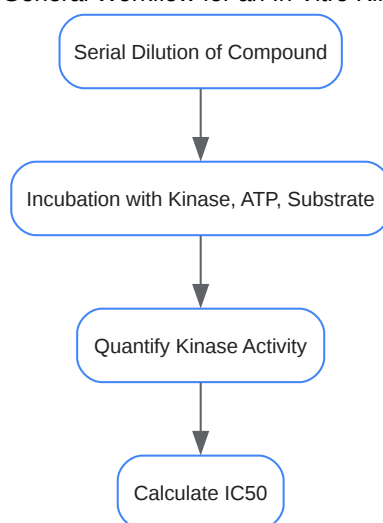 General Workflow for an In Vitro
Serial Dilution of Compound
Incubation with Kinase, ATP, Substrate
Quantify Kinase Activity
Calculate IC50